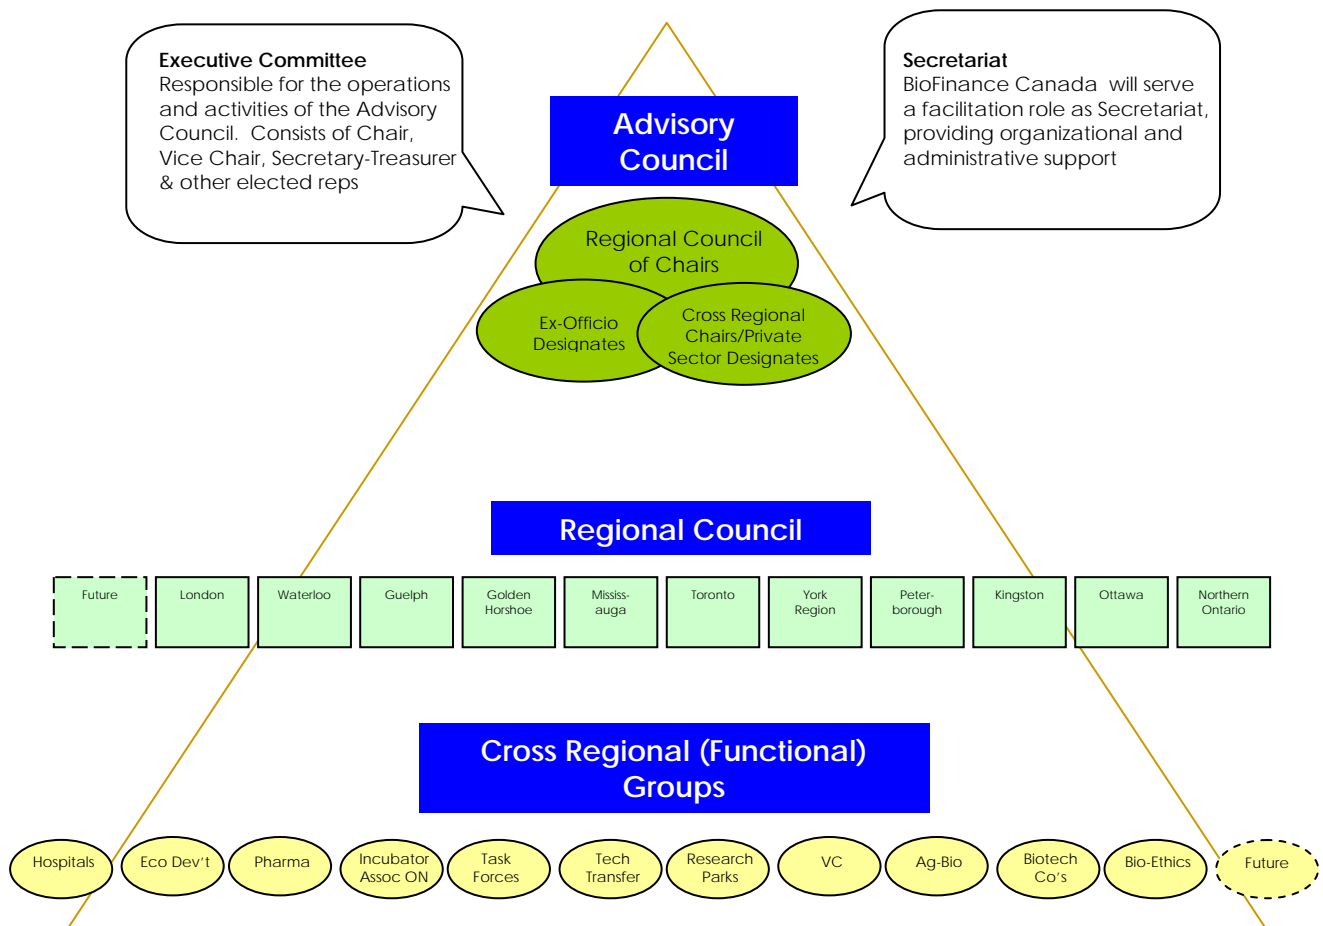 Executive Committee
Responsible for the operations
and activities of the Advisory
Council. Consists of Chair,
Vice Chair, Secretary-Treasurer
& other elected reps
Secretariat
BioFinance Canada will serve
a facilitation role as Secretariat,
providing organizational and
administrative support
Advisory
Council
Regional Council
of Chairs
Ex-Officio
Designates
Cross Regional
Chairs/Private
Sector Designates
Regional Council
Future
London
Waterloo
Guelph
Golden
Horshoe
Mississ-
auga
Toronto
York
Region
Peter-
borough
Kingston
Ottawa
Northern
Ontario
Cross Regional (Functional)
Groups
Hospitals
Eco Dev't
Pharma
Incubator
Assoc ON
Task
Forces
Tech
Transfer
Research
Parks
VC
Ag-Bio
Biotech
Co's
Bio-Ethics
Future